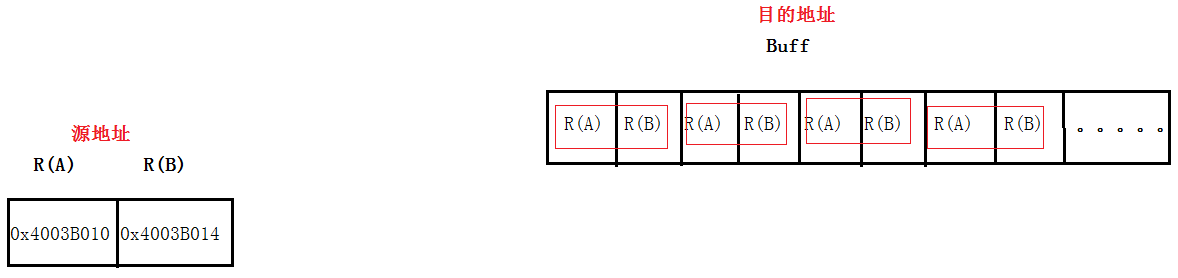 目的地址
Buff
R(A) R(B) R(A) R(B) R(A) R(B) R(A) R(B) 。。。。。
源地址
R(A) R(B)
0x4003B010 0x4003B014